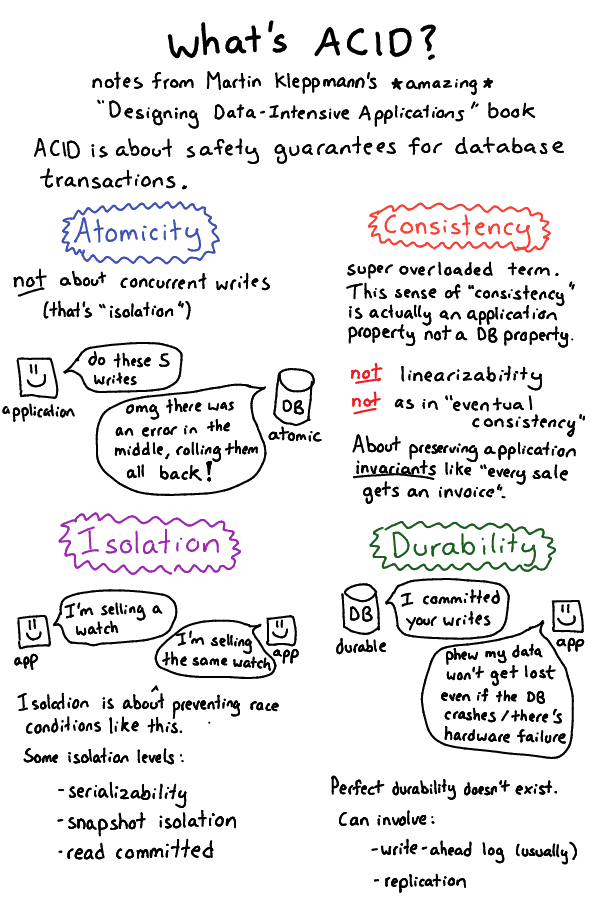 what's ACID?
notes from Martin Kleppmann's *amazing*
"Designing Data-Intensive Applications" book
ACID is about safety guarantees for database
transactions.
Atomicity
not about concurrent writes
(that's "isolation")
do these 5
writes
application
omg there was
an error in the
middle, rolling them
all back!
DB
atomic
Consistency
super overloaded term.
This sense of "consistency"
is actually an application
property not a DB property.
not linearizability
not as in "eventual
consistency"
About preserving application
invariants like "every sale
gets an invoice".
Isolation
I'm selling a
watch
app
I'm selling
the same watch
app
Isolation is about preventing race
conditions like this.
Some isolation levels:
-serializability
-snapshot isolation
-read committed
Durability
DB
durable
I committed
your writes
app
phew my data
won't get lost
even if the DB
crashes/there's
hardware failure
Perfect durability doesn't exist.
Can involve:
-write-ahead log (usually)
-replication